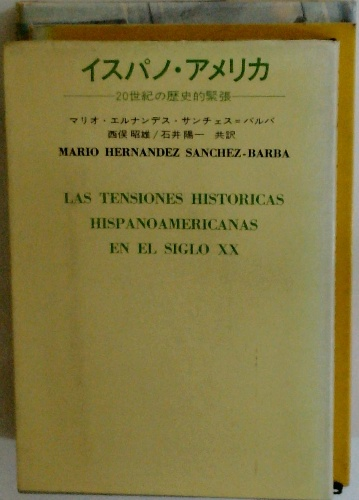 イスパノ・アメリカ
20世紀の歴史的緊張
マリオ・エルナンデス・サンチェス＝バルバ
西俣昭雄/石井陽一 共訳
MARIO HERNANDEZ SANCHEZ-BARBA
LAS TENSIONES HISTORICAS
HISPANOAMERICANAS
EN EL SIGLO XX